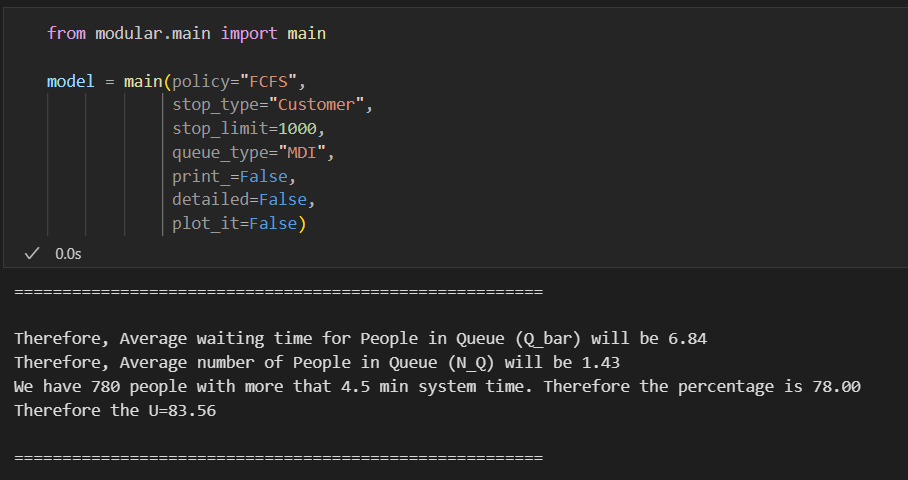 from modular.main import main
model = main(policy="FCFS",
stop_type="Customer",
stop_limit=1000,
queue_type="MDI",
print_=False,
detailed=False,
plot_it=False)
0.0s
=======================================================
Therefore, Average waiting time for People in Queue (Q_bar) will be 6.84
Therefore, Average number of People in Queue (N_Q) will be 1.43
We have 780 people with more that 4.5 min system time. Therefore the percentage is 78.00
Therefore the U=83.56
=======================================================